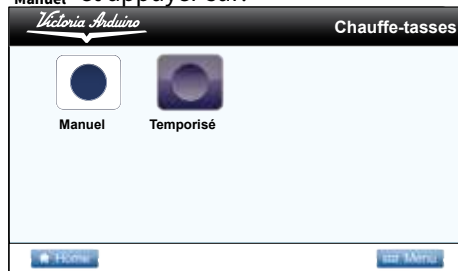 Manuel et appuyer sur.
Victoria Arduino
Chauffe-tasses
Manuel Temporisé
Home Menu